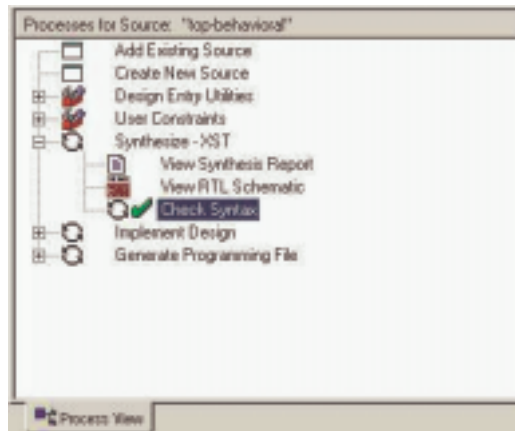 Processes for Source: "top-behavioral"
Add Existing Source
Create New Source
Design Entry Utilities
User Constraints
Synthesize - XST
View Synthesis Report
View RTL Schematic
Check Syntax
Implement Design
Generate Programming File
Process View